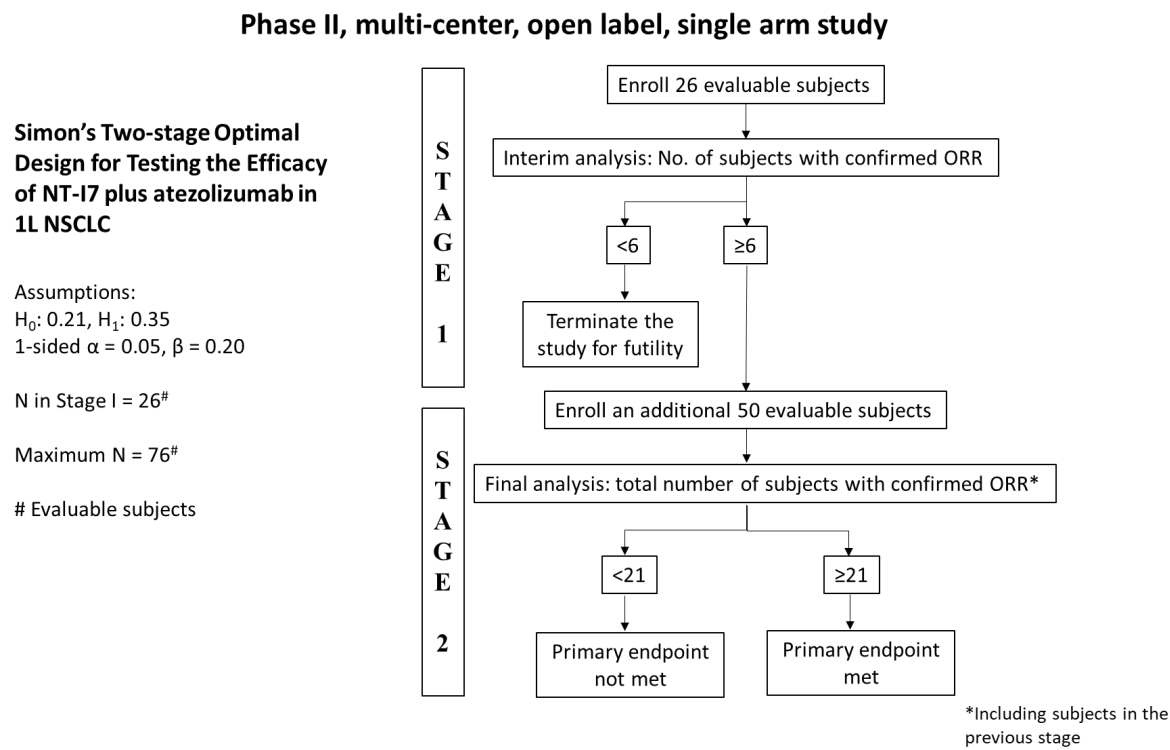 Phase II, multi-center, open label, single arm study
Simon's Two-stage Optimal
Design for Testing the Efficacy
of NT-I7 plus atezolizumab in
1L NSCLC
Assumptions:
H₀: 0.21, H₁: 0.35
1-sided α = 0.05, β = 0.20
N in Stage I = 26#
Maximum N = 76#
# Evaluable subjects
STAGE 1
Enroll 26 evaluable subjects
Interim analysis: No. of subjects with confirmed ORR
<6
≥6
Terminate the
study for futility
STAGE 2
Enroll an additional 50 evaluable subjects
Final analysis: total number of subjects with confirmed ORR*
<21
≥21
Primary endpoint
not met
Primary endpoint
met
*Including subjects in the
previous stage